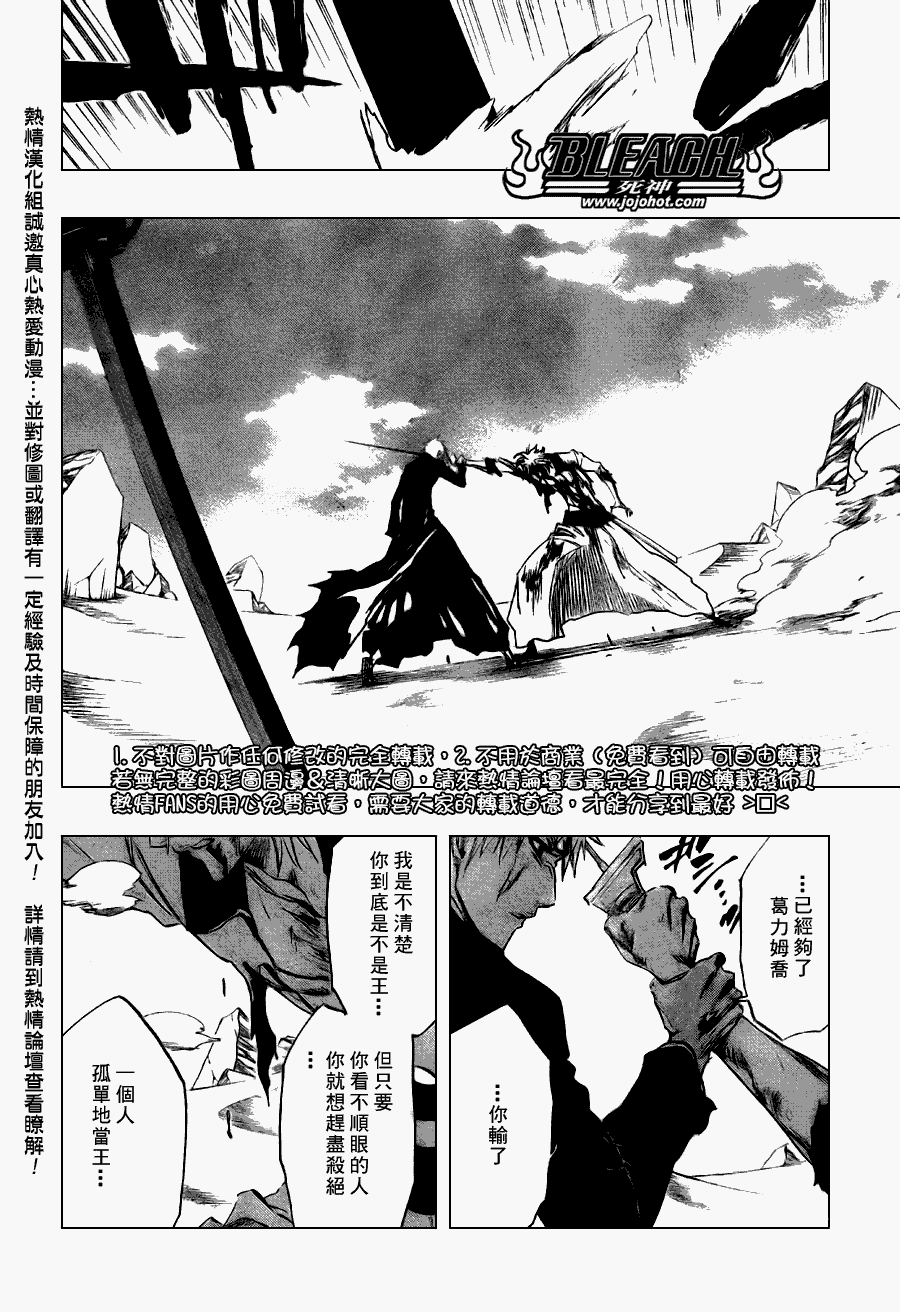 熱情漢化組誠邀真心熱愛動漫…並對修圖或翻譯有一定經驗及時間保障的朋友加入！ 詳情請到熱情論壇查看瞭解！
BLEACH
死神
www.jojohot.com
1.不對圖片作任何修改的完全轉載，2.不用於商業（免費看到）可自由轉載
若無完整的彩圖周邊&清晰大圖，請來熱情論壇看最完全！用心轉載發佈！
熱情FANS的用心免費試看，需要大家的轉載道德，才能分享到最好 >□<
…已經夠了
葛力姆喬
…你輸了
我是不清楚
你到底是不是王…
但只要
你看不順眼的人
你就想趕盡殺絕
…
一個人
孤單地當王…